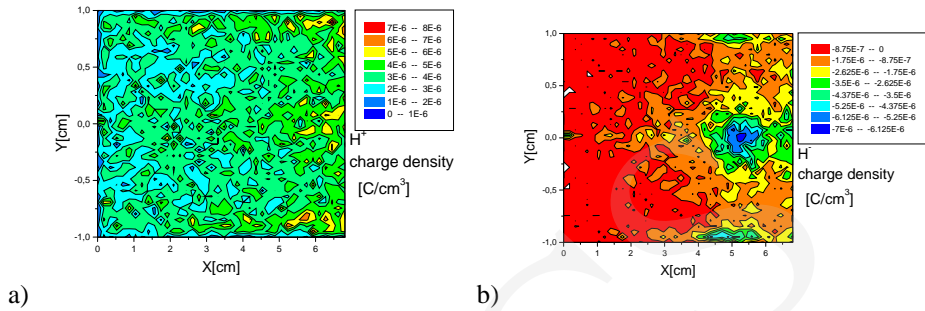 1,0
0,5
0,0
-0,5
-1,0
Y[cm]
0 1 2 3 4 5 6
X[cm]
7E-6 -- 8E-6
6E-6 -- 7E-6
5E-6 -- 6E-6
4E-6 -- 5E-6
3E-6 -- 4E-6
2E-6 -- 3E-6
1E-6 -- 2E-6
0 -- 1E-6
H+
charge density
[C/cm3]
a)
1,0
0,5
0,0
-0,5
-1,0
Y[cm]
0 1 2 3 4 5 6
X[cm]
-8.75E-7 -- 0
-1.75E-6 -- -8.75E-7
-2.625E-6 -- -1.75E-6
-3.5E-6 -- -2.625E-6
-4.375E-6 -- -3.5E-6
-5.25E-6 -- -4.375E-6
-6.125E-6 -- -5.25E-6
-7E-6 -- -6.125E-6
H-
charge density
[C/cm3]
b)